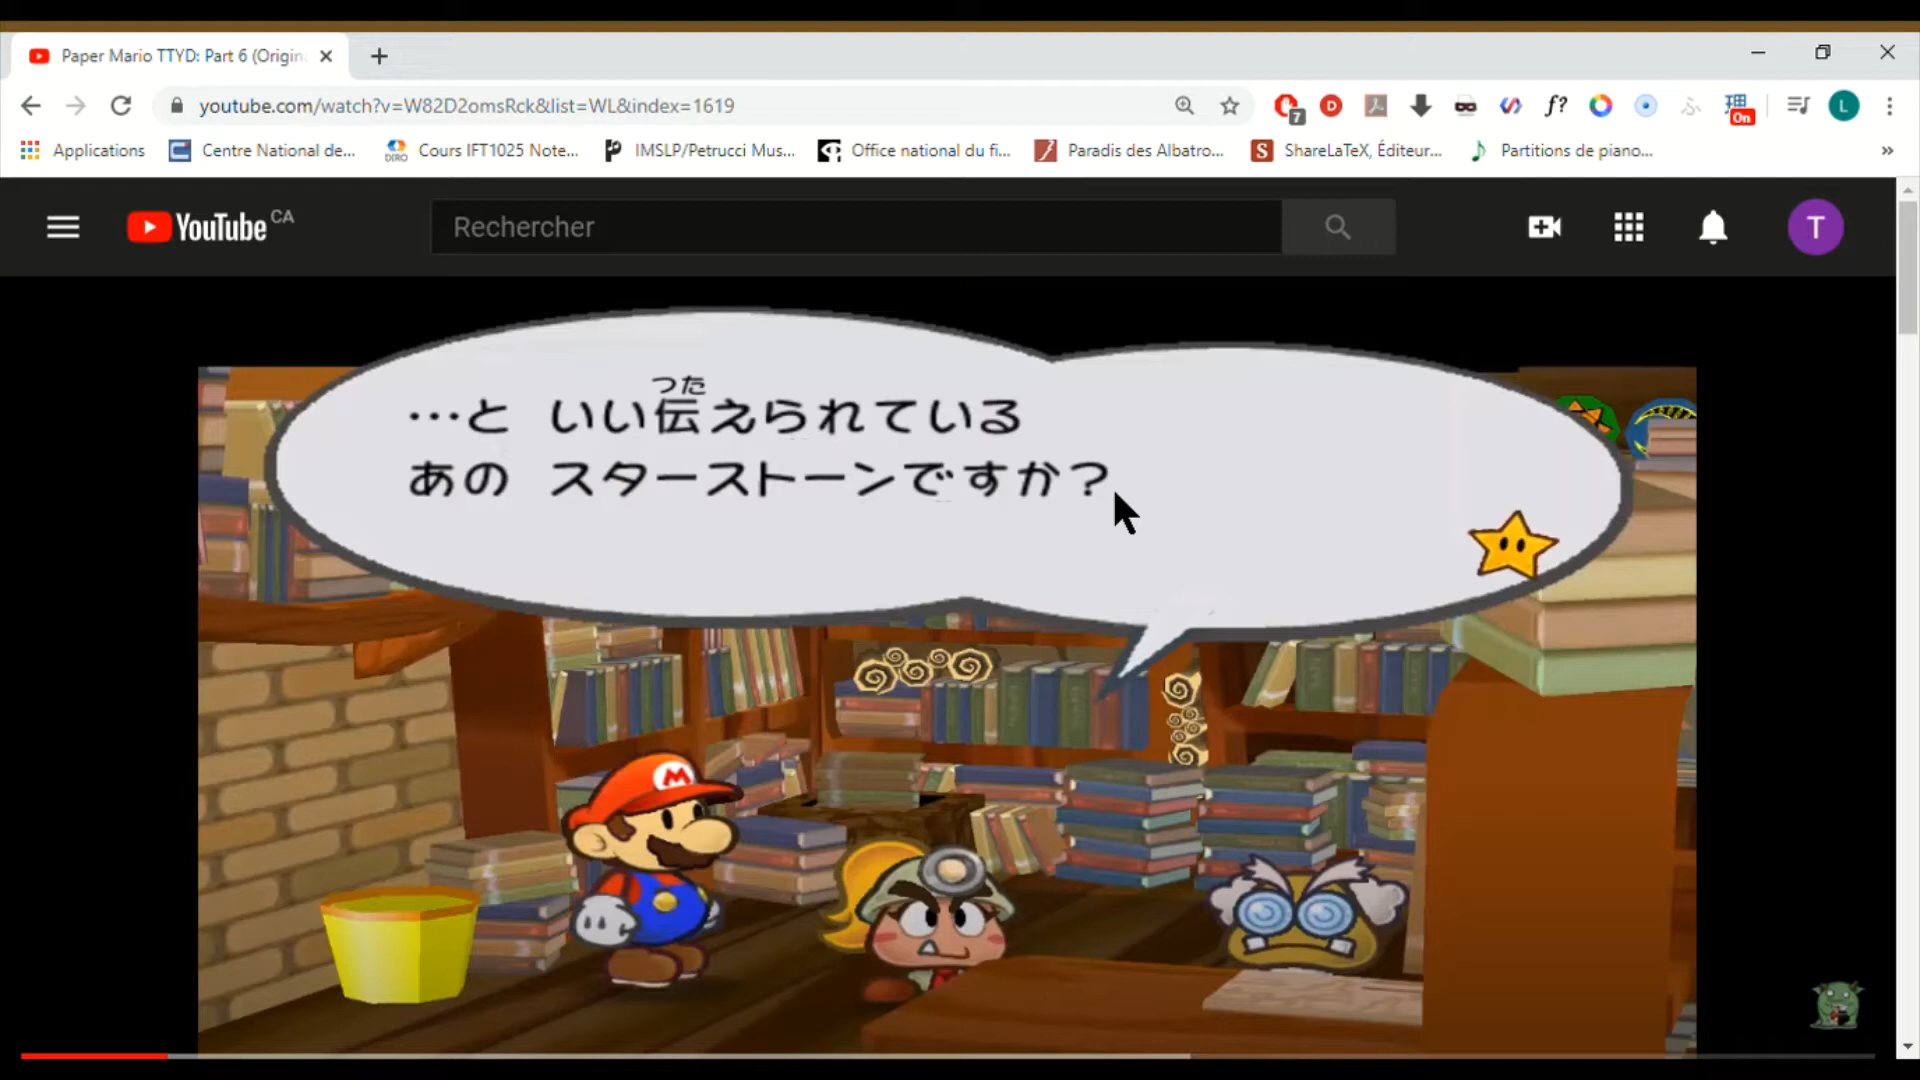 Paper Mario TTYD: Part 6 (Origin
youtube.com/watch?v=W82D2omsRck&list=WL&index=1619
7
D
f?
On
L
Applications
Centre National de...
DIRO
Cours IFT1025 Note...
IMSLP/Petrucci Mus...
Office national du fi...
Paradis des Albatro...
S
ShareLaTeX, Éditeur...
Partitions de piano...
»
YouTube CA
Rechercher
T
つた
…と いい伝えられている
あの スターストーンですか?
M